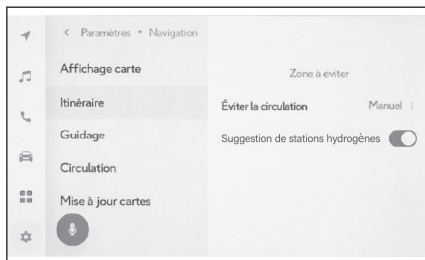 < Paramètres • Navigation
Affichage carte
Zone à éviter
Itinéraire
Éviter la circulation Manuel
Guidage
Suggestion de stations hydrogènes
Circulation
Mise à jour cartes